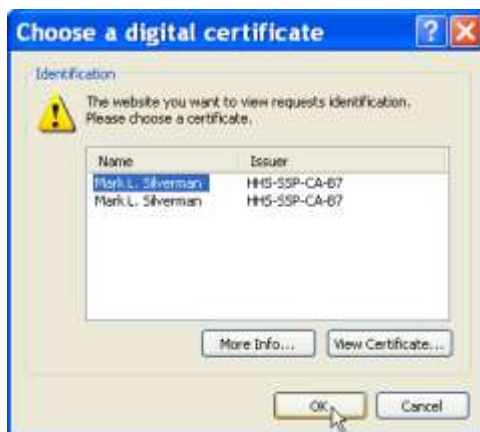 Choose a digital certificate
Identification
The website you want to view requests identification.
Please choose a certificate.
Name Issuer
Mark L. Silverman HHS-SSP-CA-B7
Mark L. Silverman HHS-SSP-CA-B7
More Info... View Certificate...
OK Cancel